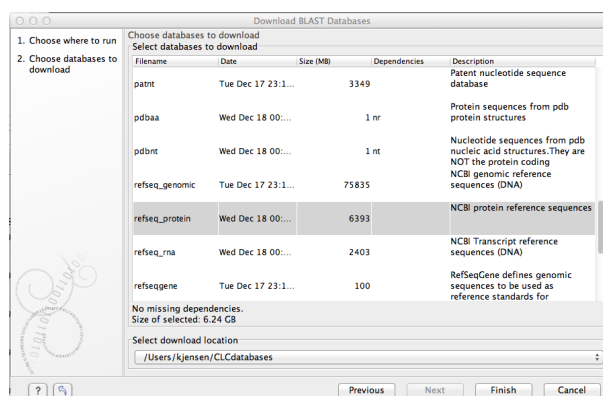 Download BLAST Databases
1. Choose where to run
2. Choose databases to
download
Choose databases to download
Select databases to download
Filename Date Size (MB) Dependencies Description
patnt Tue Dec 17 23:1... 3349 Patent nucleotide sequence
database
pdbaa Wed Dec 18 00:... 1 nr Protein sequences from pdb
protein structures
pdbnt Wed Dec 18 00:... 1 nt Nucleotide sequences from pdb
nucleic acid structures.They are
NOT the protein coding
refseq_genomic Tue Dec 17 23:1... 75835 NCBI genomic reference
sequences (DNA)
refseq_protein Wed Dec 18 00:... 6393 NCBI protein reference sequences
refseq_rna Wed Dec 18 00:... 2403 NCBI Transcript reference
sequences (DNA)
refseqgene Tue Dec 17 23:1... 100 RefSeqGene defines genomic
sequences to be used as
reference standards for
No missing dependencies.
Size of selected: 6.24 GB
Select download location
/Users/kjensen/CLCdatabases
? Previous Next Finish Cancel